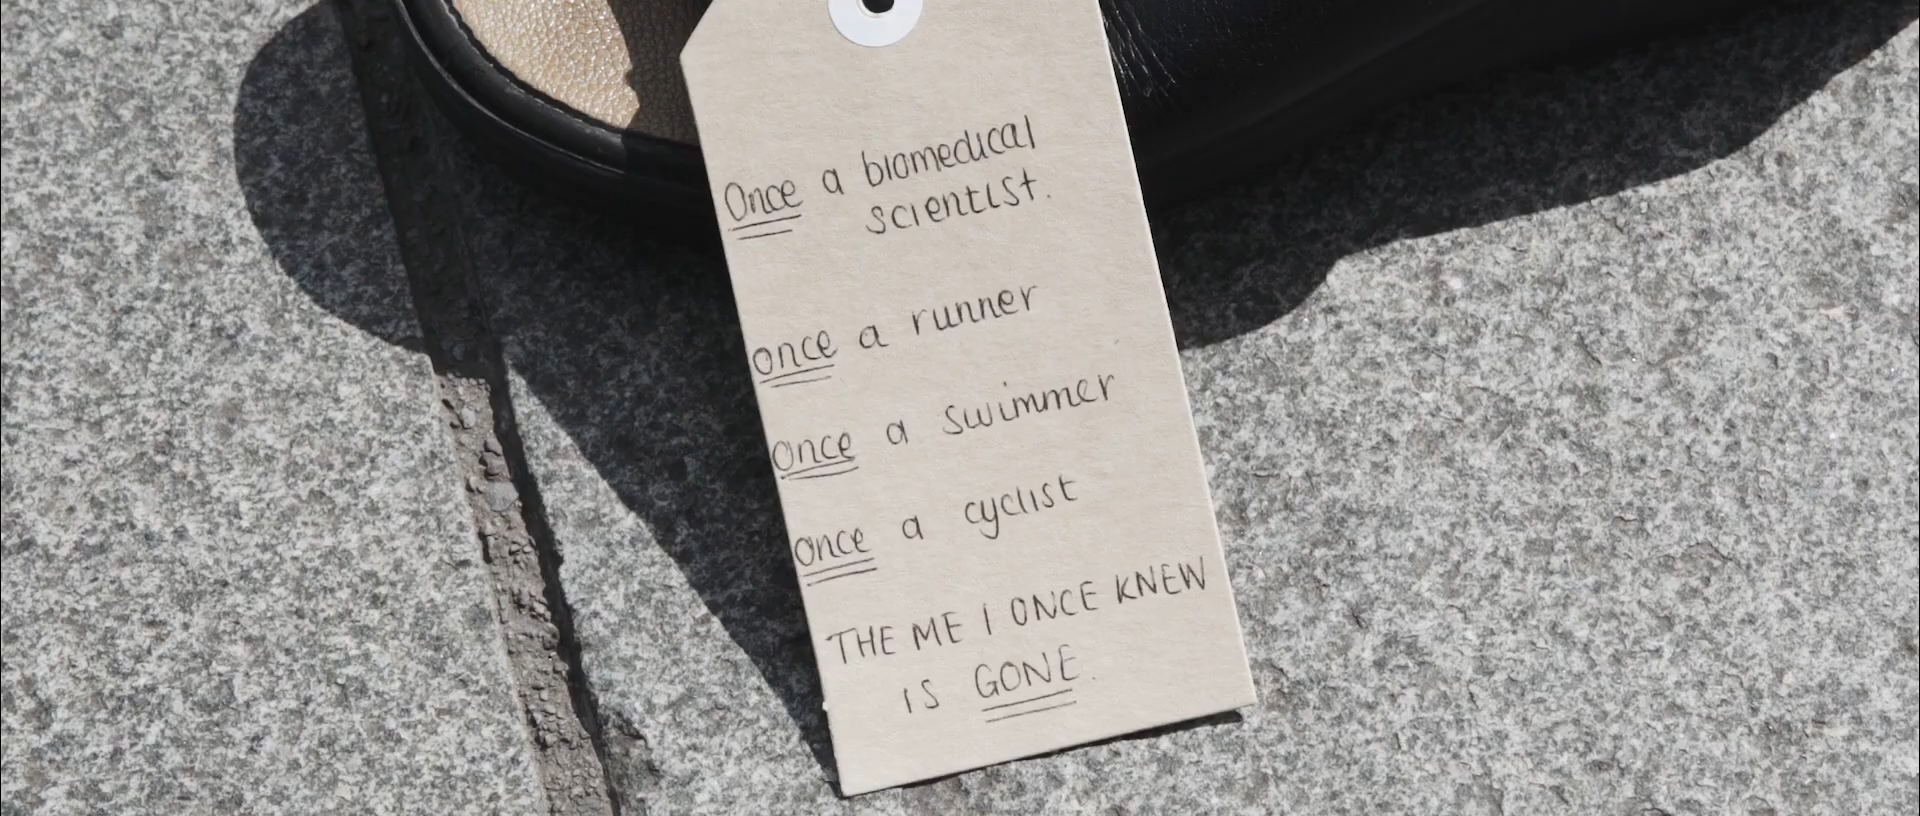 Once a biomedical
scientist.
once a runner
once a swimmer
once a cyclist
THE ME I ONCE KNEW
IS GONE.